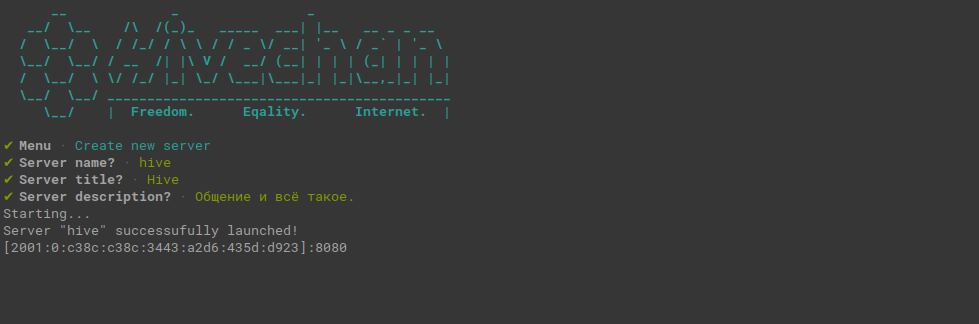 Hivechan
Freedom. Eqality. Internet.
✔ Menu · Create new server
✔ Server name? · hive
✔ Server title? · Hive
✔ Server description? · Общение и всё такое.
Starting...
Server "hive" successufully launched!
[2001:0:c38c:c38c:3443:a2d6:435d:d923]:8080